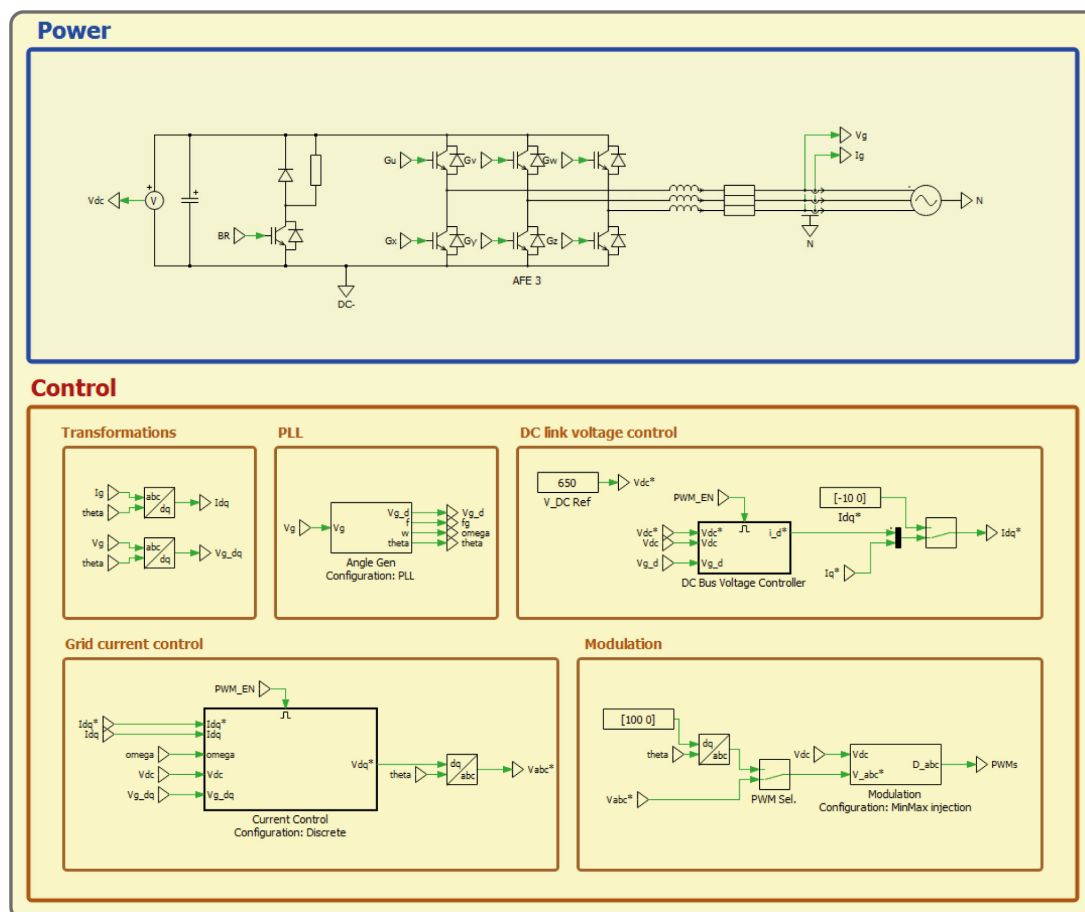 Power
Vg
Ig
Gu
Gv
Gw
+
+
Vdc
V
N
BR
Gx
Gy
Gz
N
AFE 3
DC-
Control
Transformations
Ig
abc
theta
dq
Idq
Vg
abc
theta
dq
Vg_dq
PLL
Vg
Vg
Vg_d
f
w
theta
Vg_d
fg
omega
theta
Angle Gen
Configuration: PLL
DC link voltage control
650
Vdc*
V_DC Ref
PWM_EN
[-10 0]
Idq*
Vdc*
Vdc
Vg_d
Vdc*
Vdc
Vg_d
i_d*
Iq*
Idq*
DC Bus Voltage Controller
Grid current control
PWM_EN
Idq*
Idq
omega
Vdc
Vg_dq
Idq*
Idq
omega
Vdc
Vg_dq
Vdq*
theta
dq
abc
Vabc*
Current Control
Configuration: Discrete
Modulation
[100 0]
theta
dq
abc
Vabc*
PWM Sel.
Vdc
Vdc
V_abc*
D_abc
PWMs
Modulation
Configuration: MinMax injection